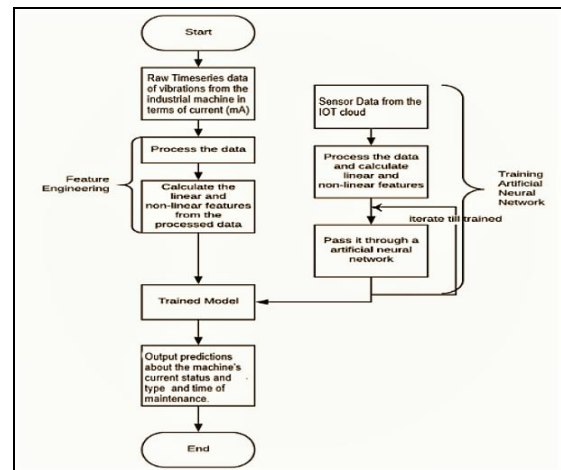 Start
Raw Timeseries data
of vibrations from the
industrial machine in
terms of current (mA)
Process the data
Feature
Engineering
Calculate the
linear and
non-linear features
from the
processed data
Trained Model
Output predictions
about the machine's
current status and
type and time of
maintenance.
End
Sensor Data from the
IOT cloud
Process the data
and calculate
linear and
non-linear features
iterate till trained
Pass it through a
artificial neural
network
Training
Artificial
Neural
Network